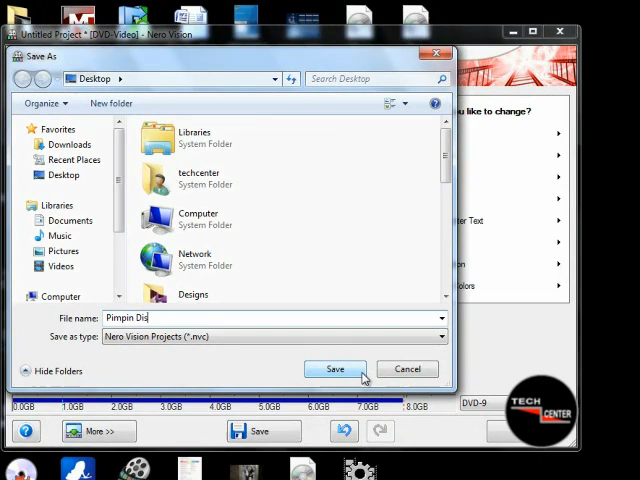 Untitled Project * [DVD-Video] - Nero Vision
Save As
Desktop
Search Desktop
Organize
New folder
you like to change?
Favorites
Downloads
Recent Places
Desktop
Libraries
Documents
Music
Pictures
Videos
Computer
Libraries
System Folder
techcenter
System Folder
Computer
System Folder
Network
System Folder
Designs
ter Text
on
Colors
File name: Pimpin Dis
Save as type: Nero Vision Projects (*.nvc)
Hide Folders
Save
Cancel
0.0GB 1.0GB 2.0GB 3.0GB 4.0GB 5.0GB 6.0GB 7.0GB 8.0GB
DVD-9
More >>
Save
TECH
CENTER